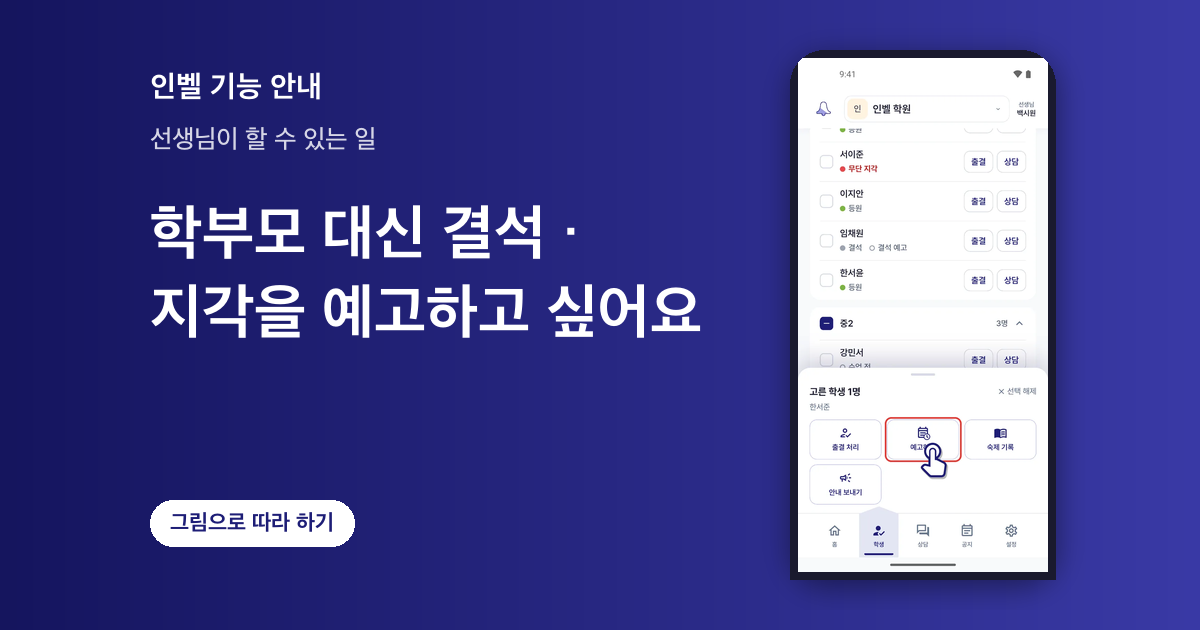 인벨 기능 안내
선생님이 할 수 있는 일
학부모 대신 결석 ·
지각을 예고하고 싶어요
그림으로 따라 하기
9:41
인 인벨 학원
선생님
백시원
등원
서이준
무단 지각
출결 상담
이지안
등원
출결 상담
임채원
결석 결석 예고
출결 상담
한서윤
등원
출결 상담
중2 3명
강민서
출결 상담
고른 학생 1명 × 선택 해제
한서준
출결 처리
숙제 기록
안내 보내기
홈 학생 상담 공지 설정